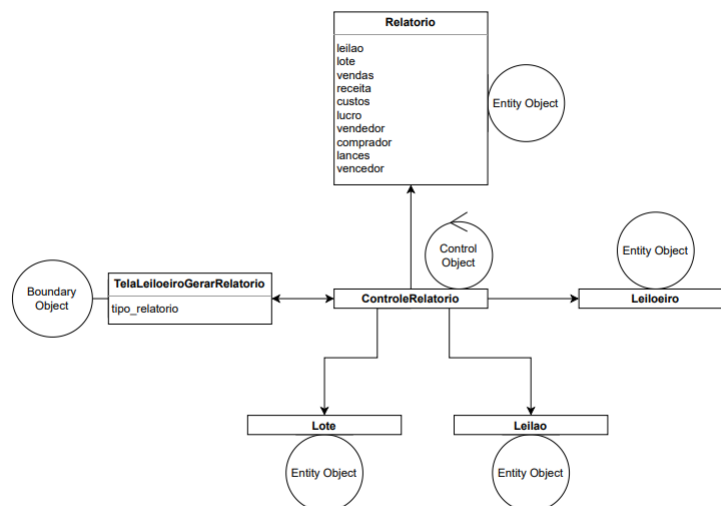 Relatorio
leilao
lote
vendas
receita
custos
lucro
vendedor
comprador
lances
vencedor
Entity Object
Control
Object
Entity Object
Boundary
Object
TelaLeiloeiroGerarRelatorio
tipo_relatorio
ControleRelatorio
Leiloeiro
Lote
Leilao
Entity Object
Entity Object